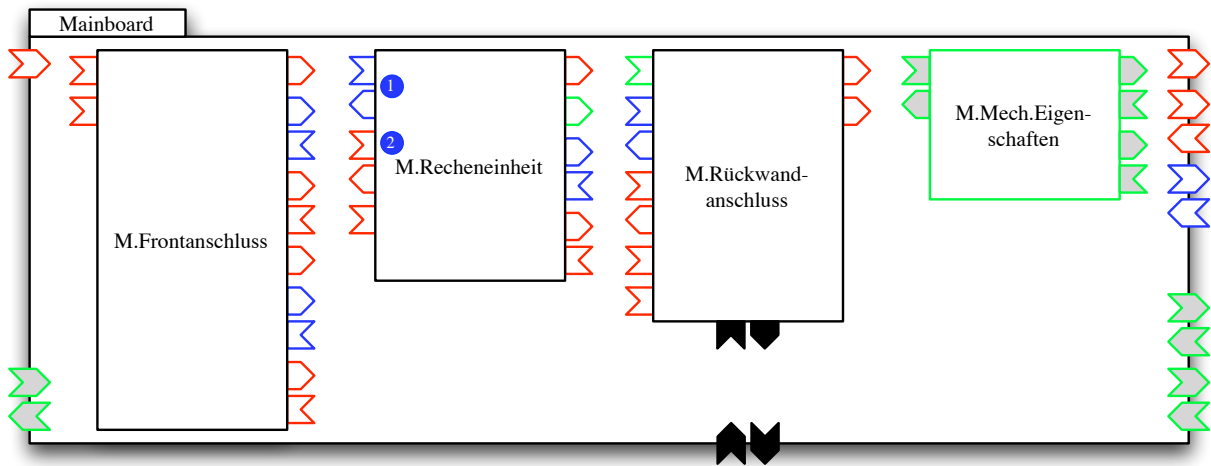 Mainboard
M.Frontanschluss
1
2
M.Recheneinheit
M.Rückwand-
anschluss
M.Mech.Eigen-
schaften